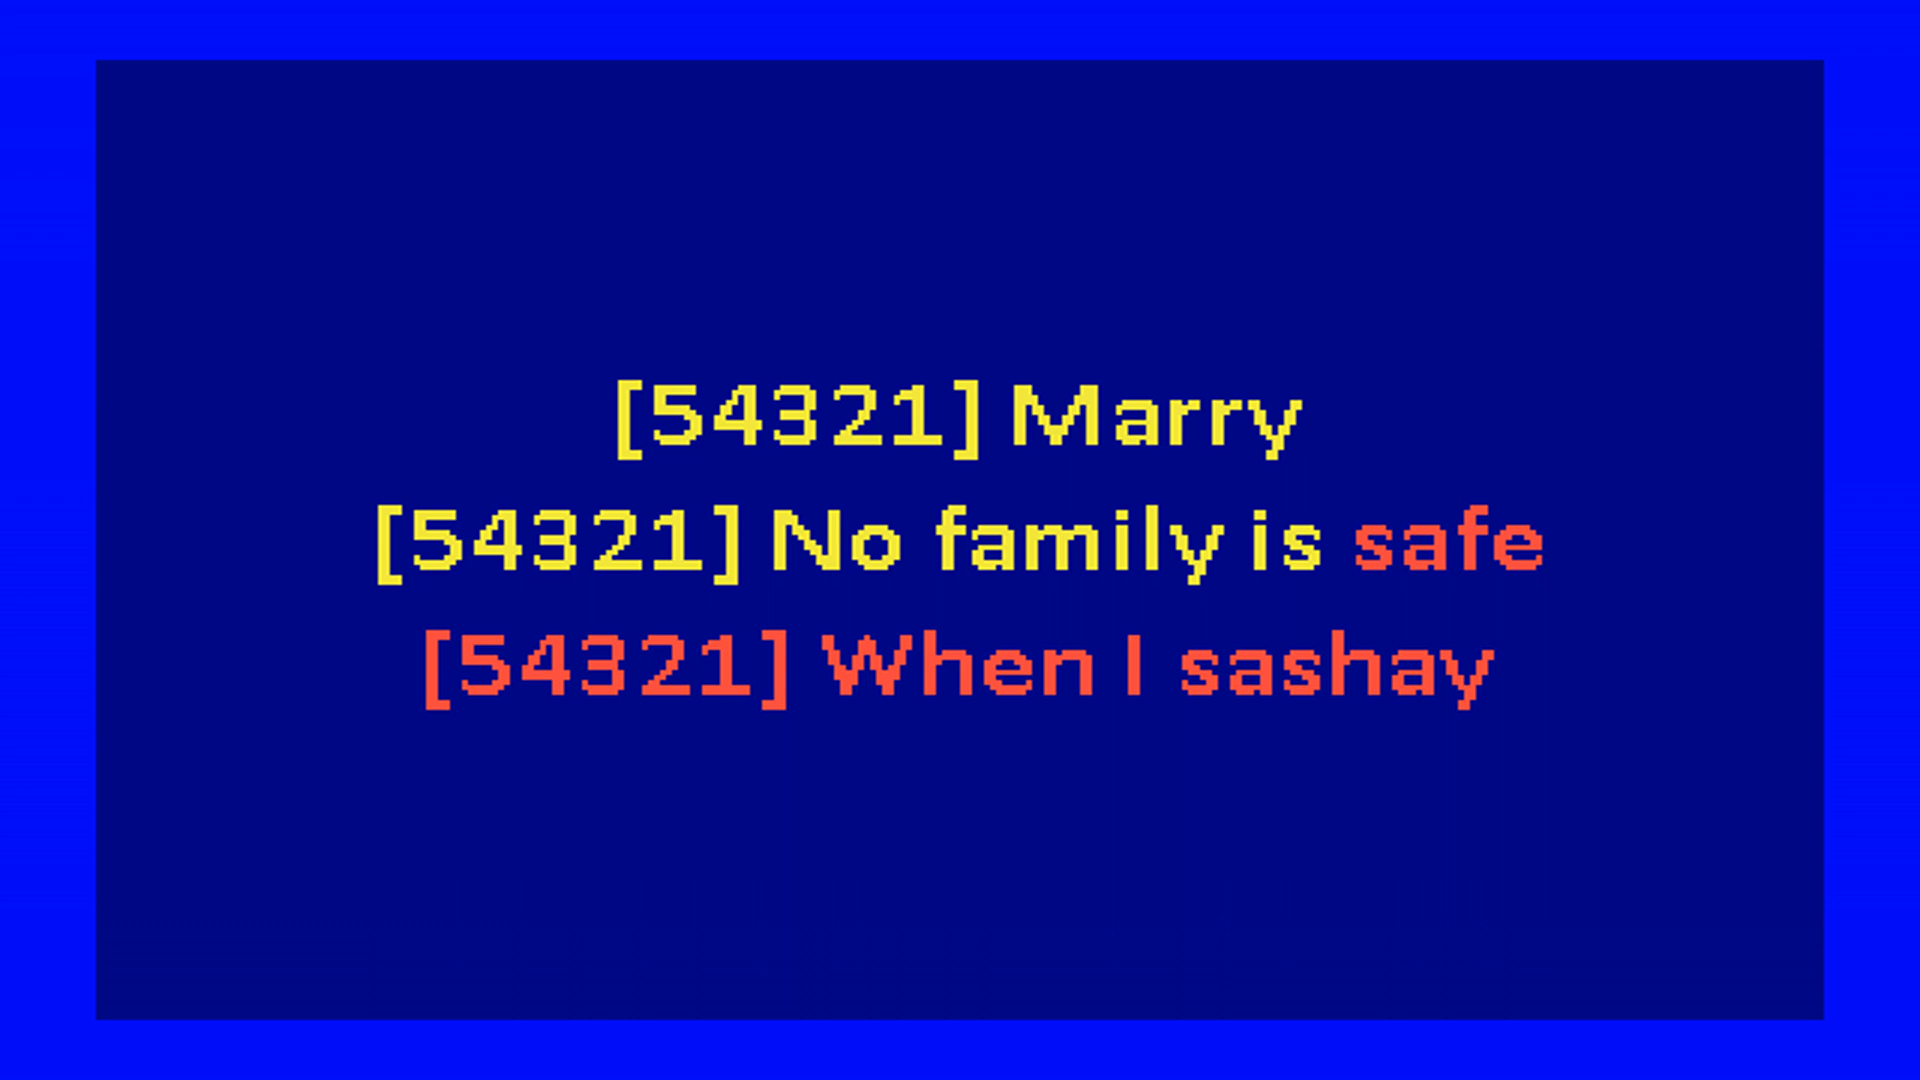 [54321] Marry
[54321] No family is safe
[54321] When I sashay